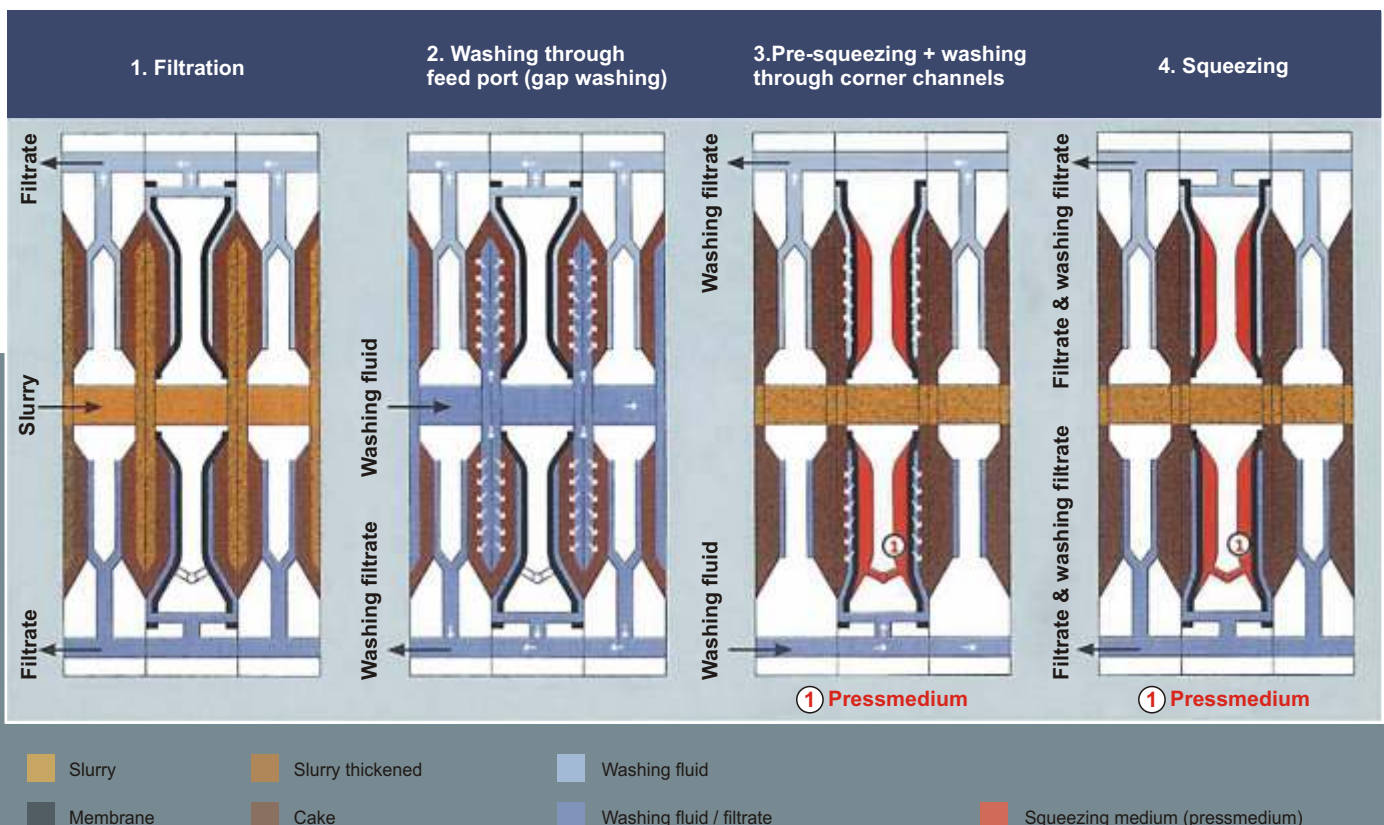 1. Filtration
2. Washing through
feed port (gap washing)
3.Pre-squeezing + washing
through corner channels
4. Squeezing
Filtrate
Slurry
Filtrate
Washing fluid
Washing filtrate
Washing filtrate
Washing fluid
Filtrate & washing filtrate
Filtrate & washing filtrate
1
1
1 Pressmedium
1 Pressmedium
Slurry
Slurry thickened
Washing fluid
Membrane
Cake
Washing fluid / filtrate
Squeezing medium (pressmedium)